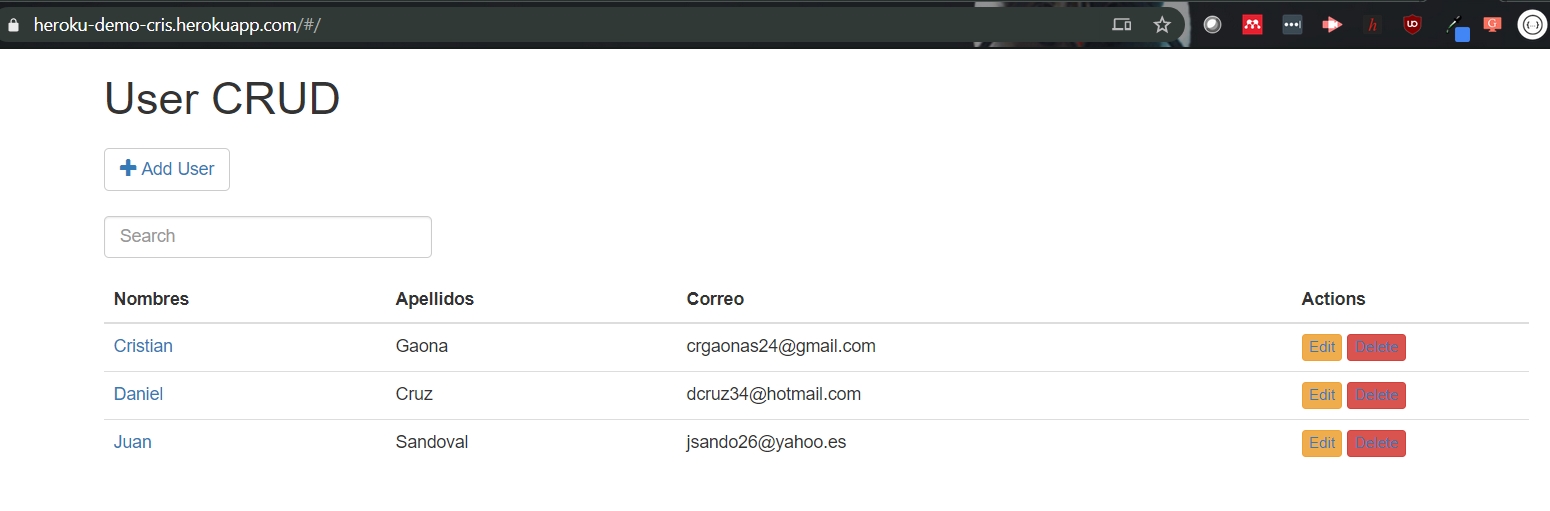 heroku-demo-cris.herokuapp.com/#/
User CRUD
Add User
Search
Nombres Apellidos Correo Actions
Cristian Gaona crgaonas24@gmail.com Edit Delete
Daniel Cruz dcruz34@hotmail.com Edit Delete
Juan Sandoval jsando26@yahoo.es Edit Delete